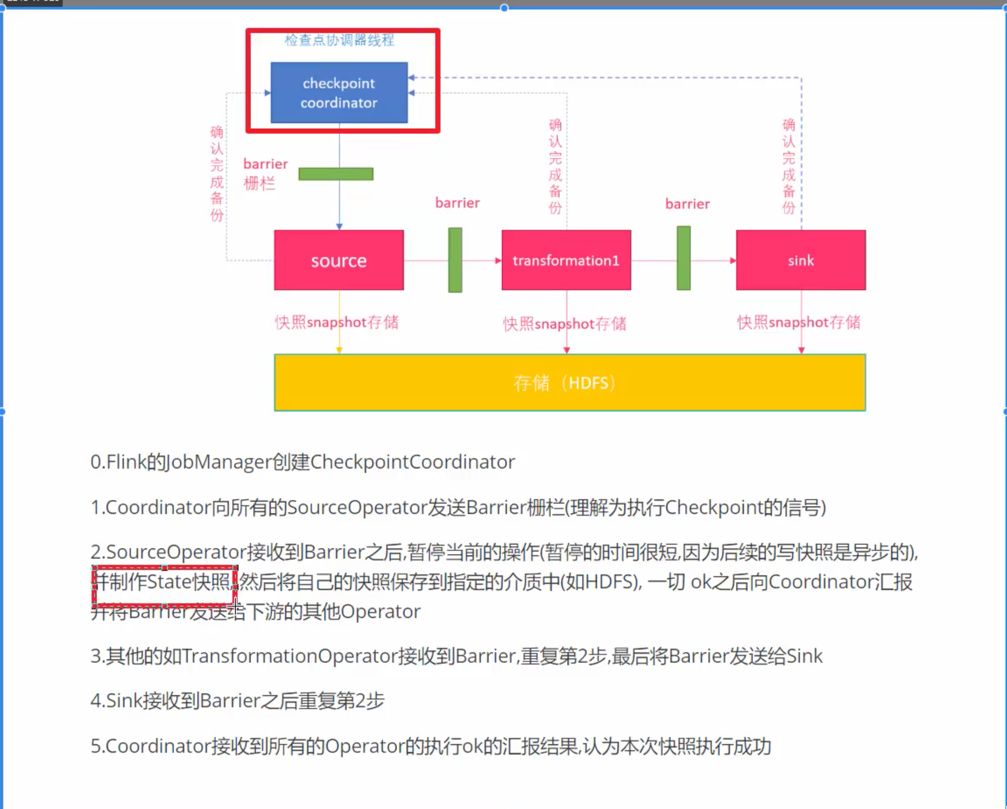 检查点协调器线程
checkpoint
coordinator
确认完成备份
barrier
栅栏
确认完成备份
确认完成备份
barrier
barrier
source
transformation1
sink
快照snapshot存储
快照snapshot存储
快照snapshot存储
存储（HDFS）
0.Flink的JobManager创建CheckpointCoordinator
1.Coordinator向所有的SourceOperator发送Barrier栅栏(理解为执行Checkpoint的信号)
2.SourceOperator接收到Barrier之后,暂停当前的操作(暂停的时间很短,因为后续的写快照是异步的),
并制作State快照,然后将自己的快照保存到指定的介质中(如HDFS), 一切 ok之后向Coordinator汇报
并将Barrier发送给下游的其他Operator
3.其他的如TransformationOperator接收到Barrier,重复第2步,最后将Barrier发送给Sink
4.Sink接收到Barrier之后重复第2步
5.Coordinator接收到所有的Operator的执行ok的汇报结果,认为本次快照执行成功